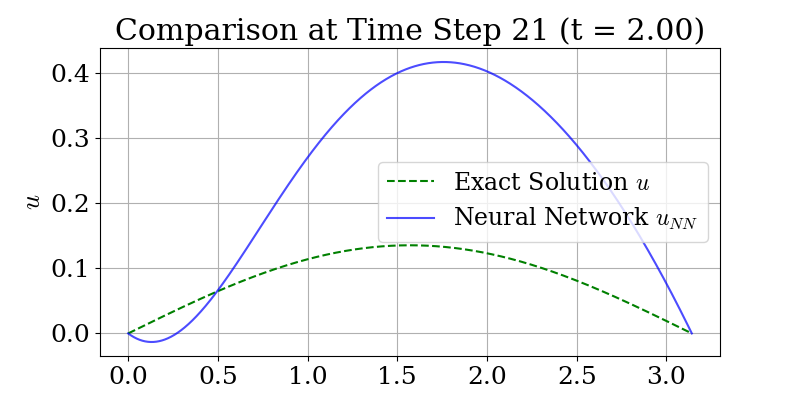 Comparison at Time Step 21 (t = 2.00)
u
0.4
0.3
0.2
0.1
0.0
Exact Solution u
Neural Network u_NN
0.0 0.5 1.0 1.5 2.0 2.5 3.0